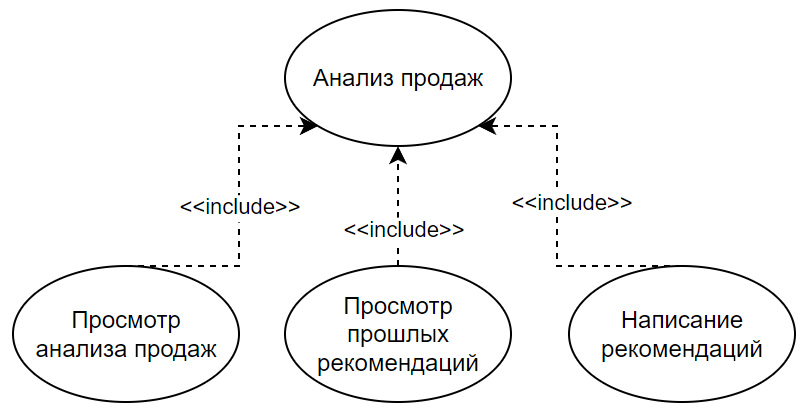 Анализ продаж
<<include>>
<<include>>
<<include>>
Просмотр
анализа продаж
Просмотр
прошлых
рекомендаций
Написание
рекомендаций